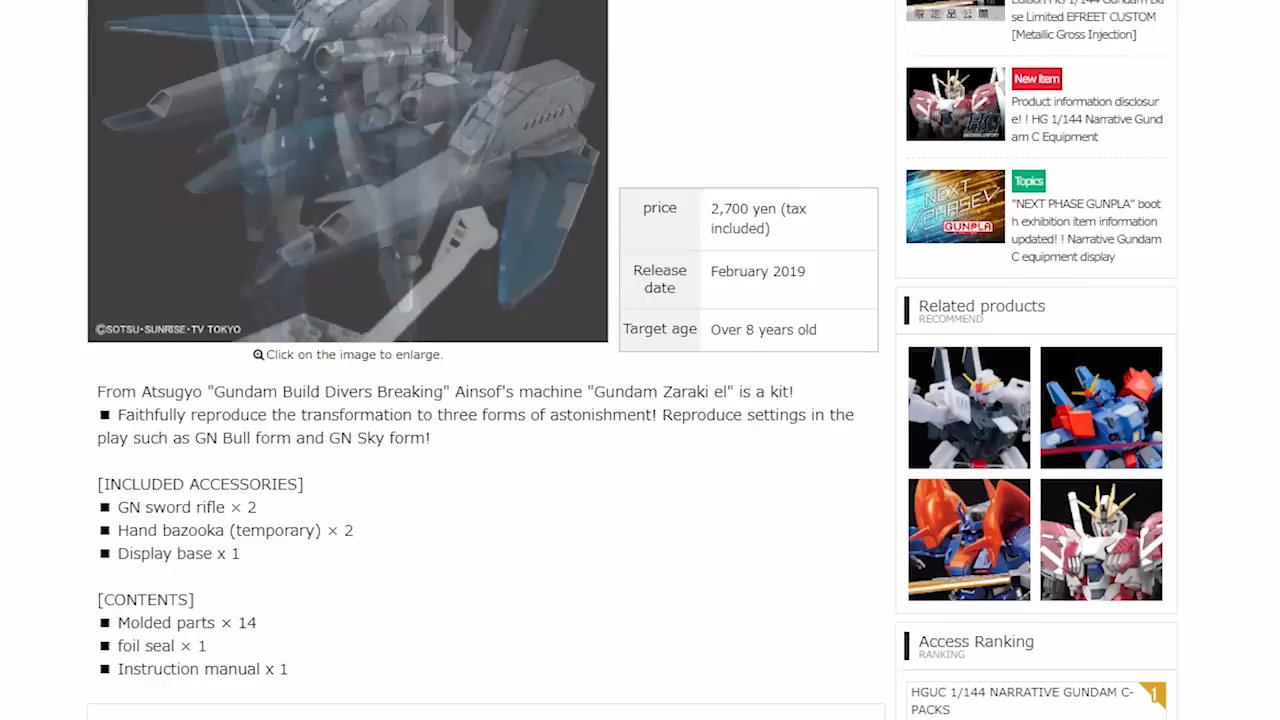 ©SOTSU・SUNRISE・TV TOKYO
Click on the image to enlarge.
price
2,700 yen (tax
included)
Release
date
February 2019
Target age
Over 8 years old
From Atsugyo "Gundam Build Divers Breaking" Ainsof's machine "Gundam Zaraki el" is a kit!
■ Faithfully reproduce the transformation to three forms of astonishment! Reproduce settings in the
play such as GN Bull form and GN Sky form!
[INCLUDED ACCESSORIES]
■ GN sword rifle × 2
■ Hand bazooka (temporary) × 2
■ Display base x 1
[CONTENTS]
■ Molded parts × 14
■ foil seal × 1
■ Instruction manual x 1
se Limited EFREET CUSTOM
[Metallic Gross Injection]
New item
Product information disclosur
e! ! HG 1/144 Narrative Gund
am C Equipment
HG
Topics
NEXT
PHASE
GUNPLA
"NEXT PHASE GUNPLA" boot
h exhibition item information
updated! ! Narrative Gundam
C equipment display
Related products
RECOMMEND
Access Ranking
RANKING
HGUC 1/144 NARRATIVE GUNDAM C-
PACKS
1